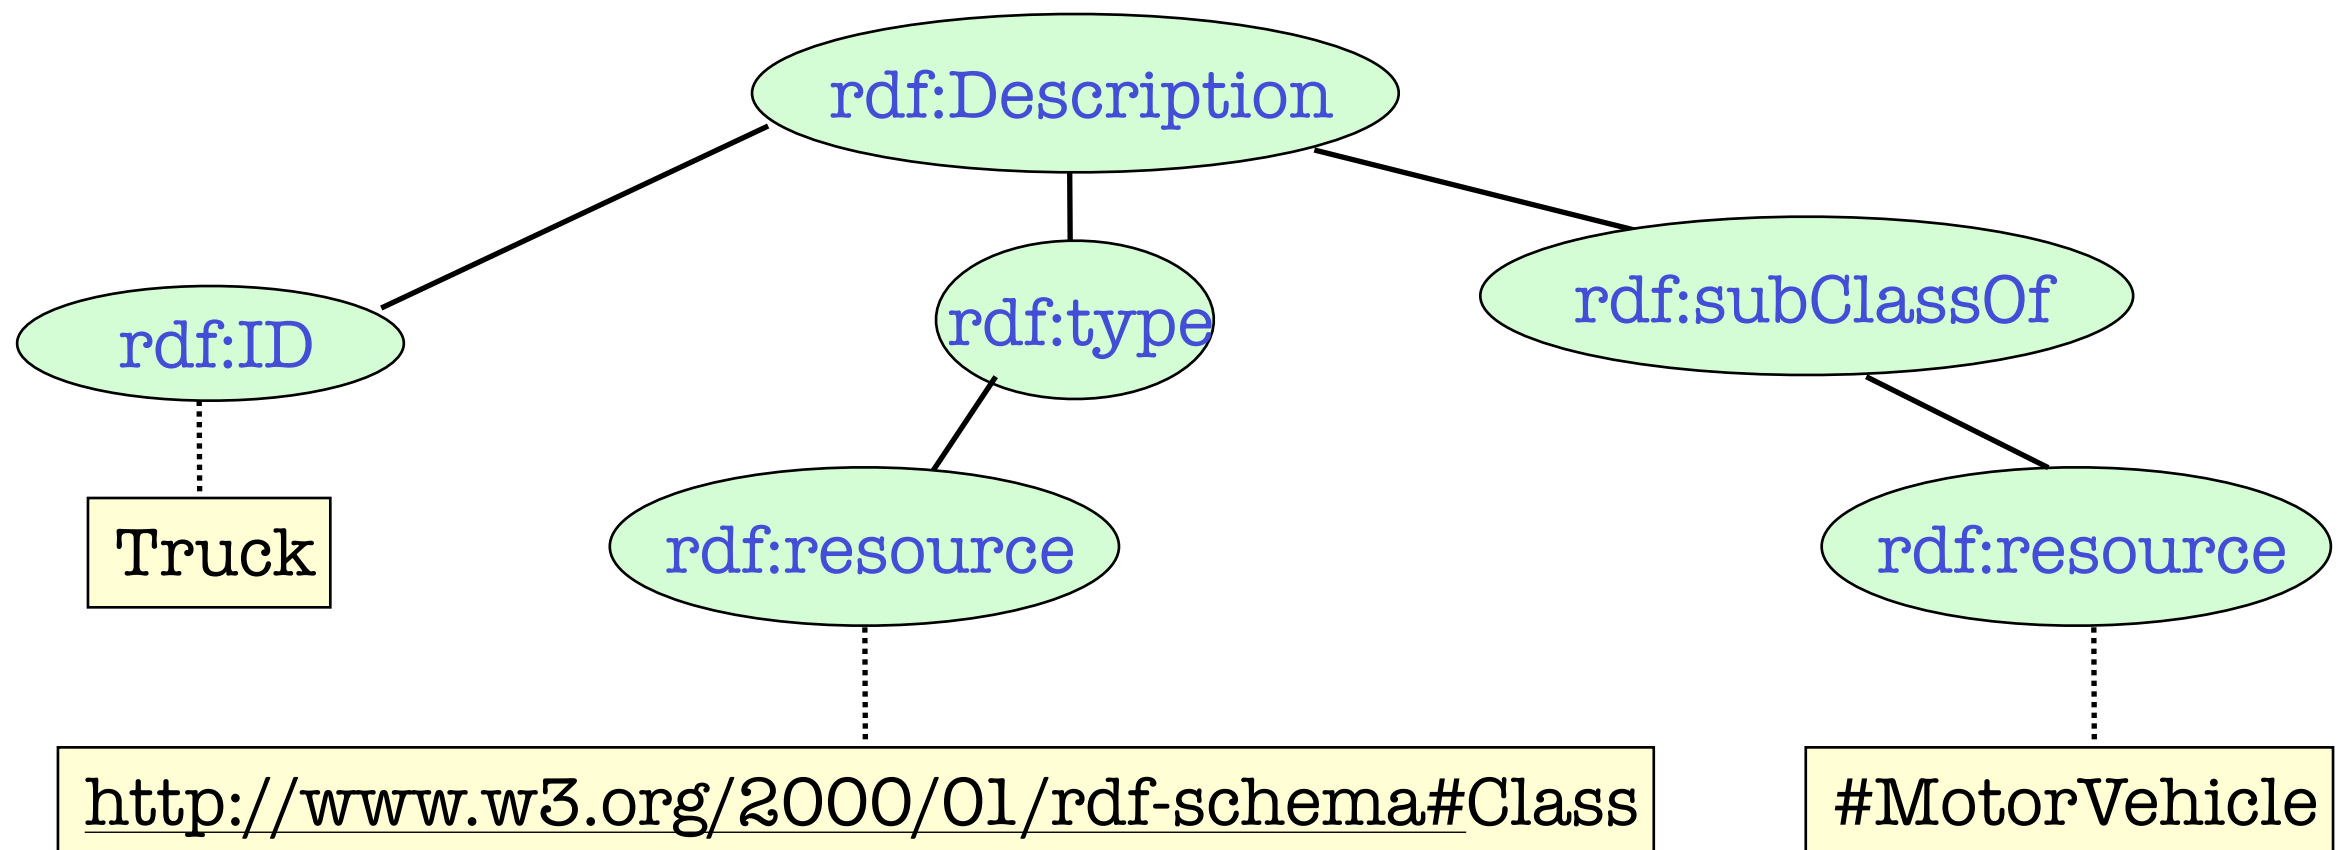 rdf:Description
rdf:ID
rdf:type
rdf:subClassOf
Truck
rdf:resource
rdf:resource
http://www.w3.org/2000/01/rdf-schema#Class
#MotorVehicle